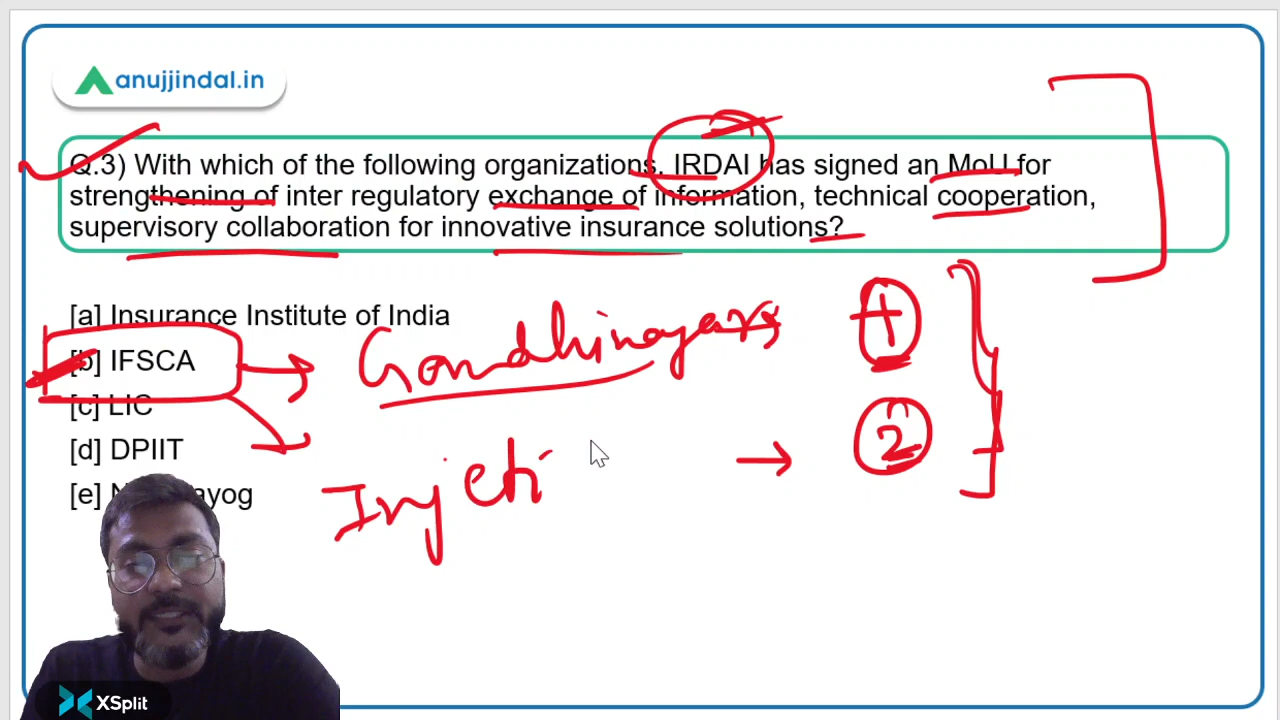 anujjindal.in
Q.3) With which of the following organizations, IRDAI has signed an MoU for
strengthening of inter regulatory exchange of information, technical cooperation,
supervisory collaboration for innovative insurance solutions?
[a] Insurance Institute of India
[b] IFSCA
Gandhinagar
1
[c] LIC
[d] DPIIT
2
[e] ayog
Injeti
XSplit